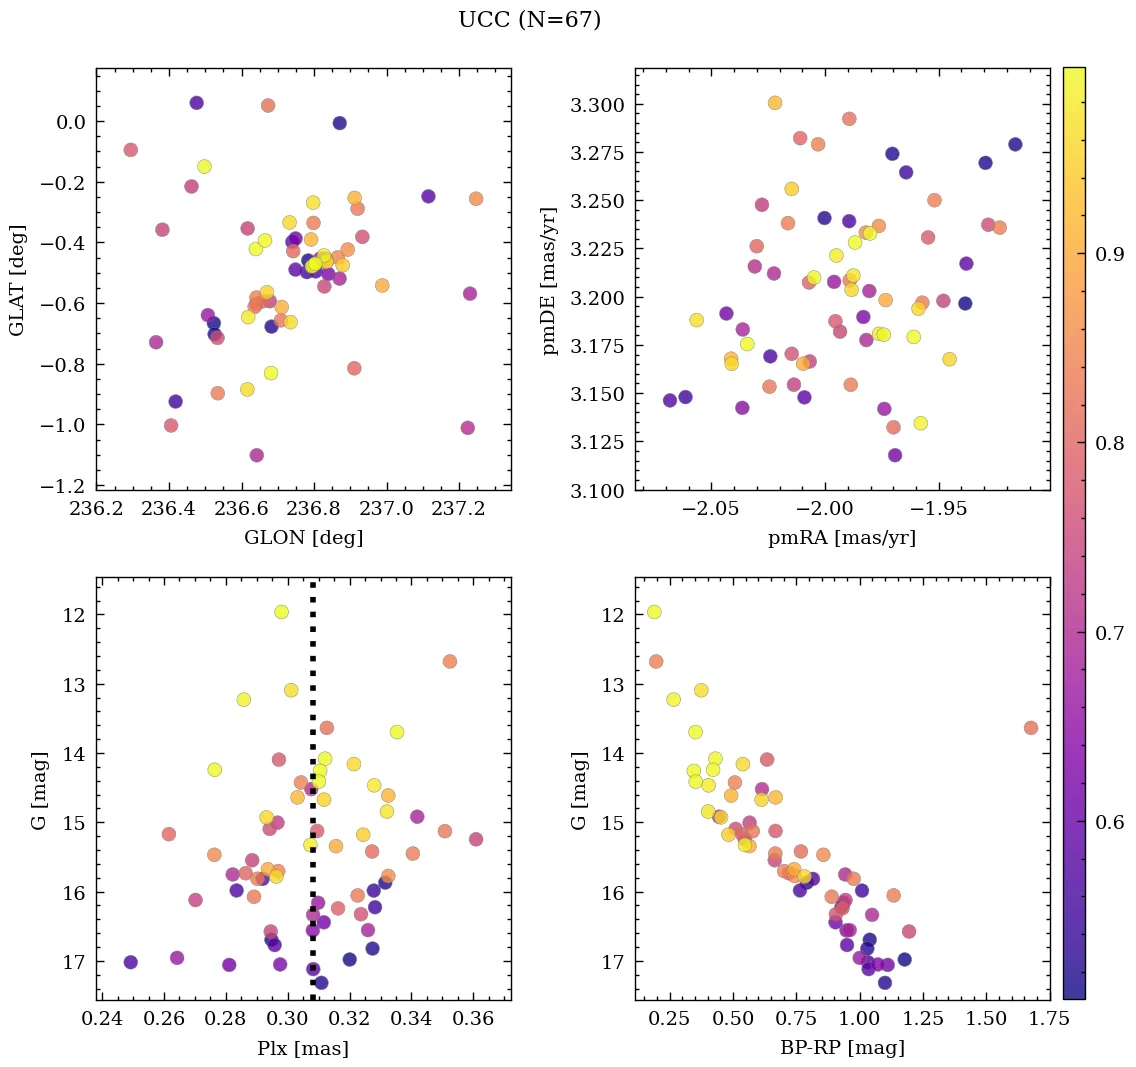 UCC (N=67)
0.0
−0.2
−0.4
−0.6
−0.8
−1.0
−1.2
GLAT [deg]
236.2 236.4 236.6 236.8 237.0 237.2
GLON [deg]
3.300
3.275
3.250
3.225
3.200
3.175
3.150
3.125
3.100
pmDE [mas/yr]
−2.05 −2.00 −1.95
pmRA [mas/yr]
0.9
0.8
0.7
0.6
12
13
14
15
16
17
G [mag]
0.24 0.26 0.28 0.30 0.32 0.34 0.36
Plx [mas]
12
13
14
15
16
17
G [mag]
0.25 0.50 0.75 1.00 1.25 1.50 1.75
BP-RP [mag]